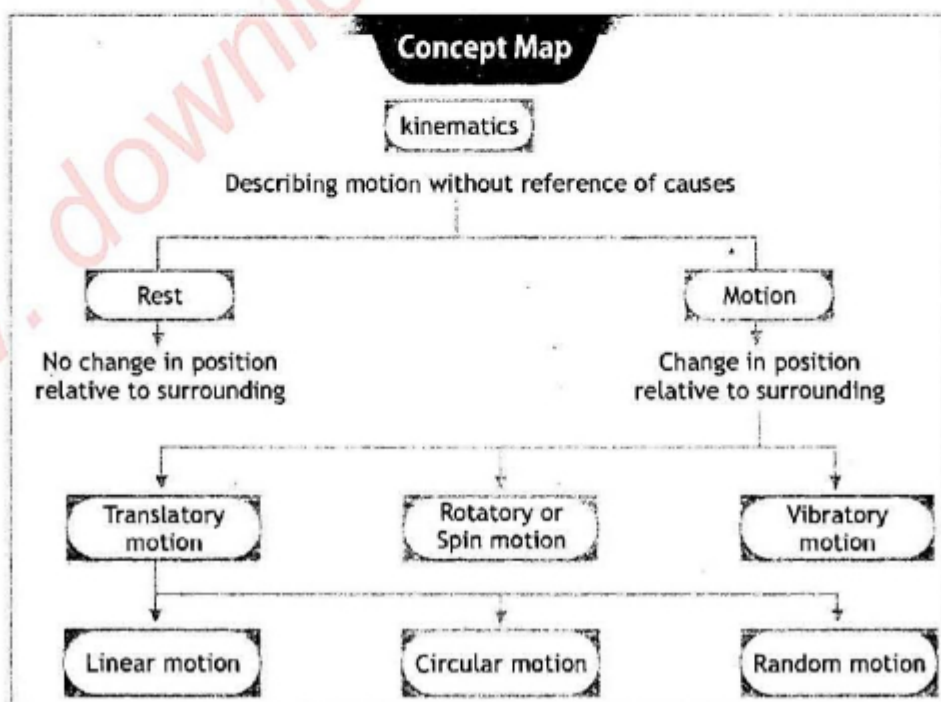 downlo
Concept Map
kinematics
Describing motion without reference of causes
Rest
Motion
No change in position
relative to surrounding
Change in position
relative to surrounding
Translatory
motion
Rotatory or
Spin motion
Vibratory
motion
Linear motion
Circular motion
Random motion